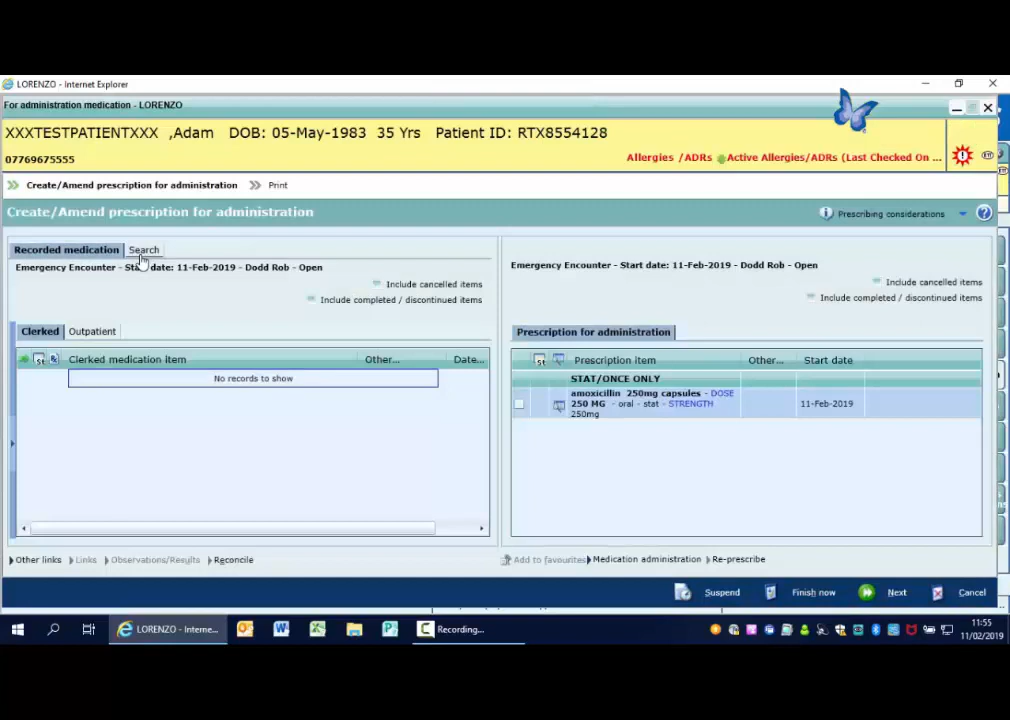 LORENZO - Internet Explorer
For administration medication - LORENZO
XXXTESTPATIENTXXX ,Adam DOB: 05-May-1983 35 Yrs Patient ID: RTX8554128
07769675555
Allergies /ADRs Active Allergies/ADRs (Last Checked On ...
Create/Amend prescription for administration Print
Create/Amend prescription for administration
Prescribing considerations
Recorded medication Search
Emergency Encounter - Start date: 11-Feb-2019 - Dodd Rob - Open
Include cancelled items
Include completed / discontinued items
Clerked Outpatient
Clerked medication item Other... Date...
No records to show
Other links Links Observations/Results Reconcile
Emergency Encounter - Start date: 11-Feb-2019 - Dodd Rob - Open
Include cancelled items
Include completed / discontinued items
Prescription for administration
Prescription item Other... Start date
STAT/ONCE ONLY
amoxicillin 250mg capsules - DOSE
250 MG - oral - stat - STRENGTH
250mg
11-Feb-2019
Add to favourites Medication administration Re-prescribe
Suspend Finish now Next Cancel
LORENZO - Interne... Recording...
11:55
11/02/2019